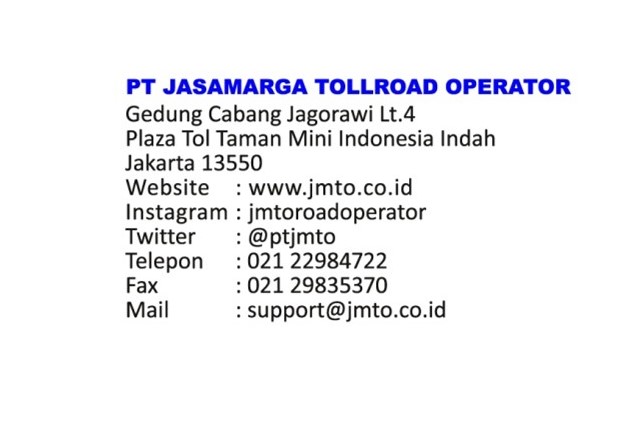 PT JASAMARGA TOLLROAD OPERATOR
Gedung Cabang Jagorawi Lt.4
Plaza Tol Taman Mini Indonesia Indah
Jakarta 13550
Website : www.jmto.co.id
Instagram : jmtoroadoperator
Twitter : @ptjmto
Telepon : 021 22984722
Fax : 021 29835370
Mail : support@jmto.co.id